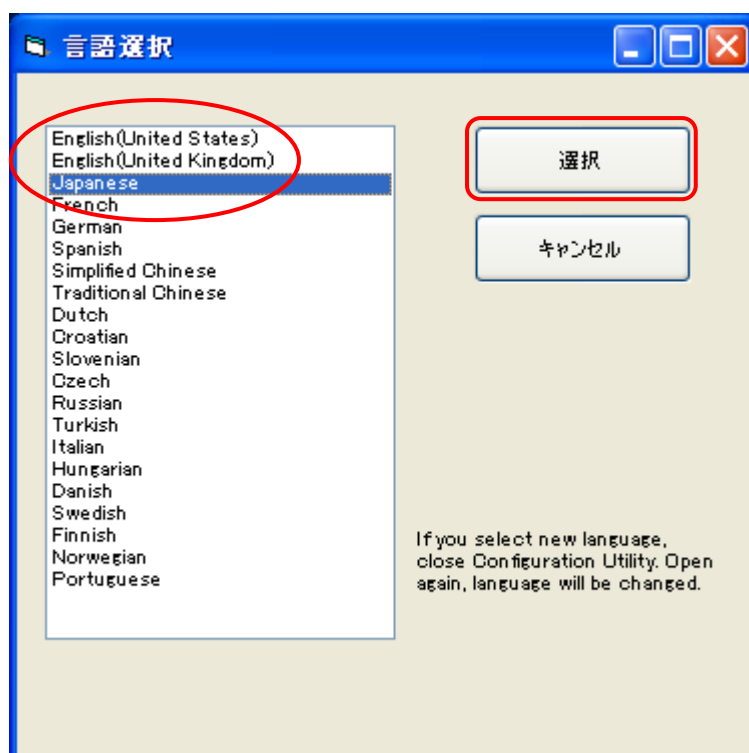 言語選択
English(United States)
English(United Kingdom)
Japanese
French
German
Spanish
Simplified Chinese
Traditional Chinese
Dutch
Croatian
Slovenian
Czech
Russian
Turkish
Italian
Hungarian
Danish
Swedish
Finnish
Norwegian
Portuguese
選択
キャンセル
If you select new language,
close Configuration Utility. Open
again, language will be changed.